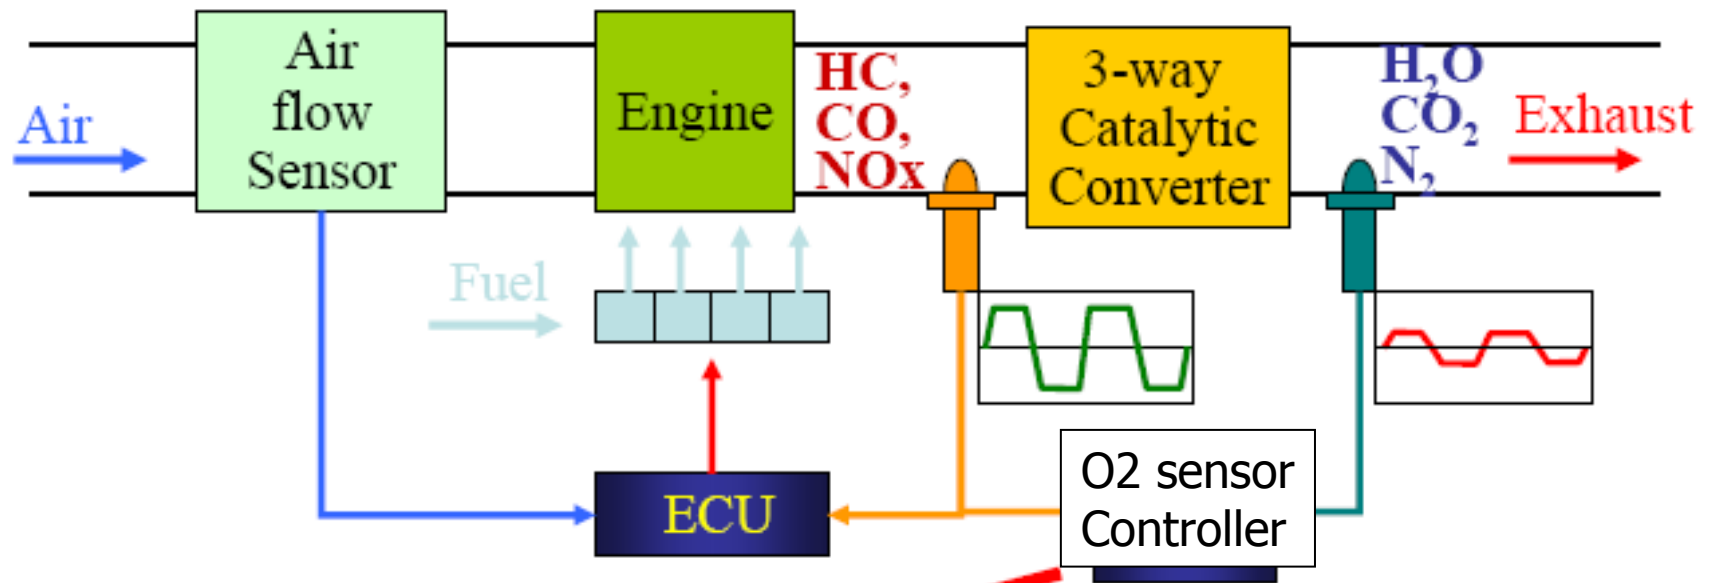 Air
Air
flow
Sensor
Engine
HC,
CO,
NOx
3-way
Catalytic
Converter
H₂O
CO₂
N₂
Exhaust
Fuel
ECU
O2 sensor
Controller